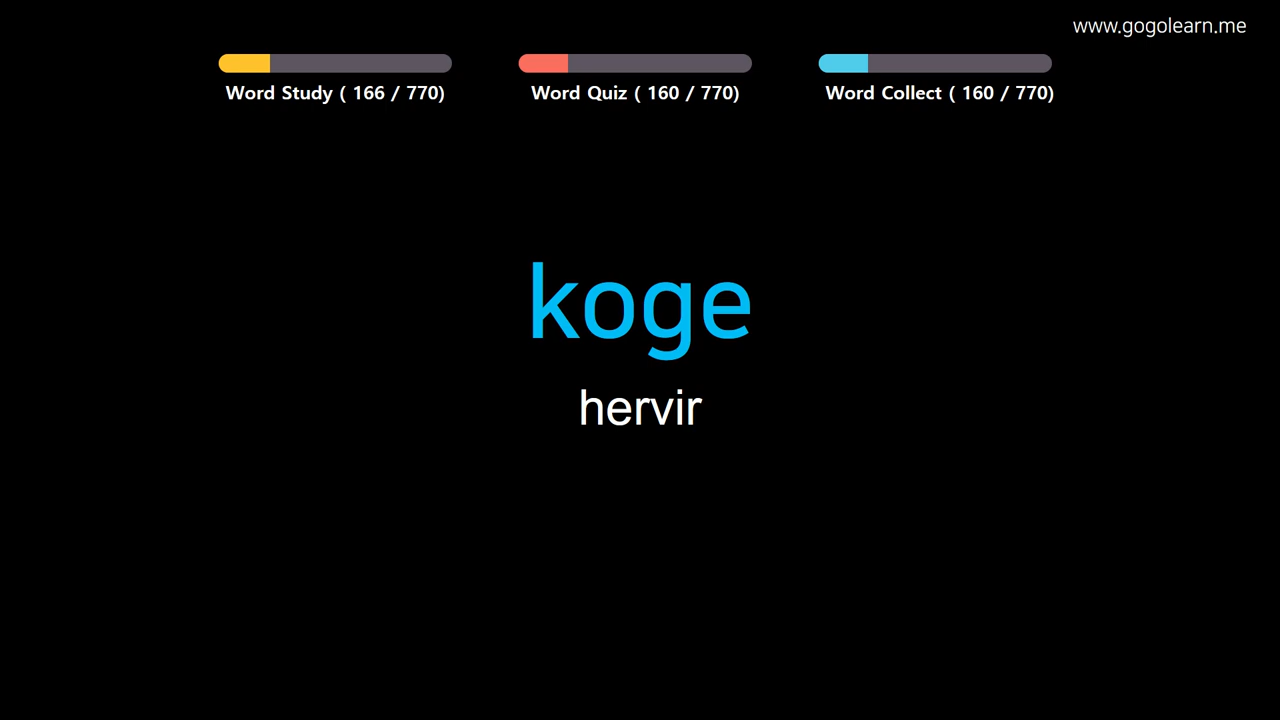 www.gogolearn.me
Word Study ( 166 / 770)
Word Quiz ( 160 / 770)
Word Collect ( 160 / 770)
koge
hervir